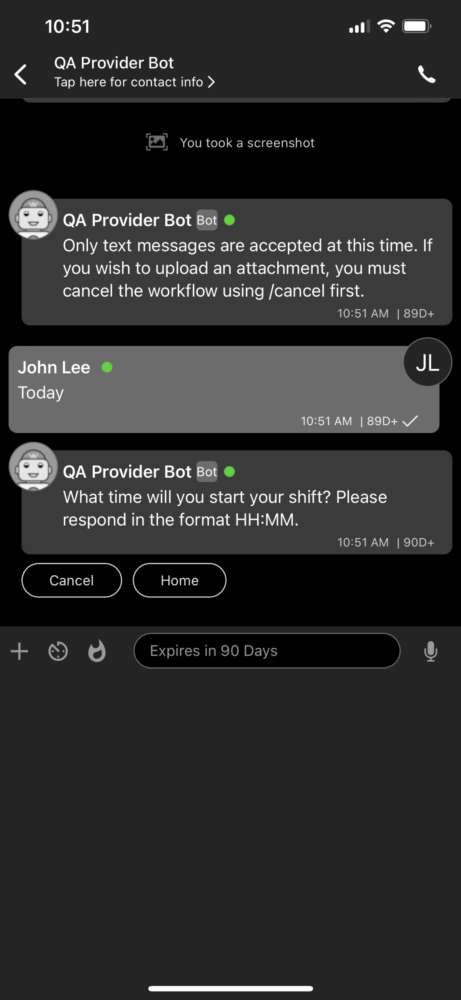 10:51
QA Provider Bot
Tap here for contact info
You took a screenshot
QA Provider Bot Bot
Only text messages are accepted at this time. If
you wish to upload an attachment, you must
cancel the workflow using /cancel first.
10:51 AM | 89D+
JL
John Lee
Today
10:51 AM | 89D+
QA Provider Bot Bot
What time will you start your shift? Please
respond in the format HH:MM.
10:51 AM | 90D+
Cancel Home
Expires in 90 Days